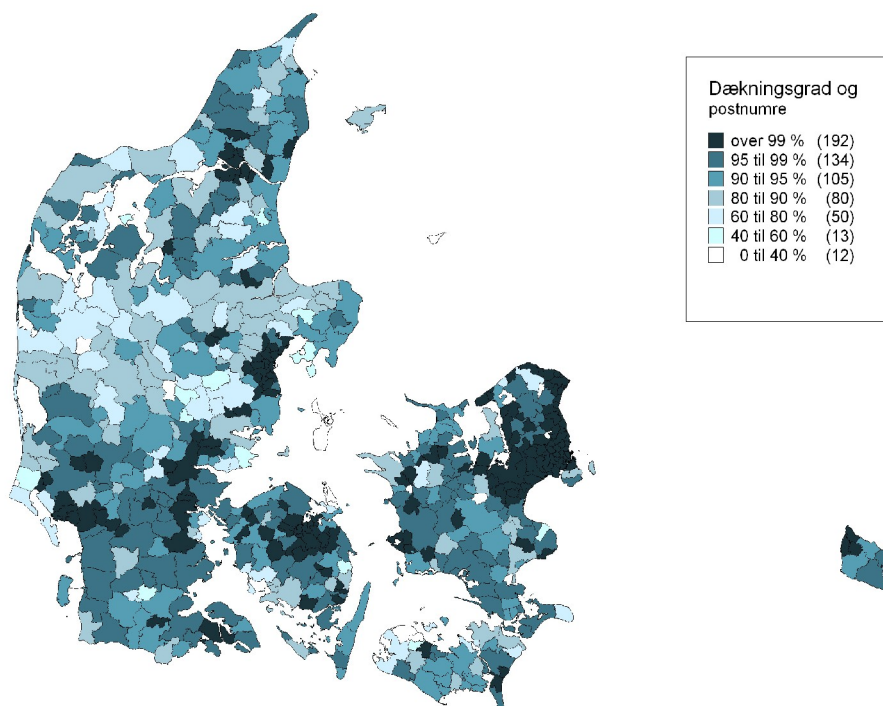 Dækningsgrad og
postnumre
over 99 % (192)
95 til 99 % (134)
90 til 95 % (105)
80 til 90 % (80)
60 til 80 % (50)
40 til 60 % (13)
0 til 40 % (12)